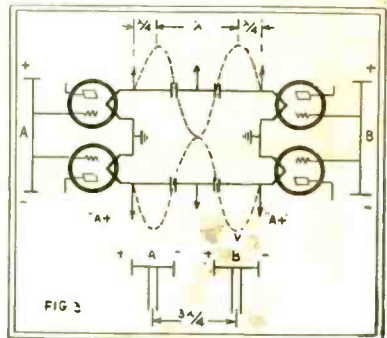 λ/4 λ λ/4
+ +
A B
- -
-A+ V -A+
+ A - + B -
3λ/4
FIG 3